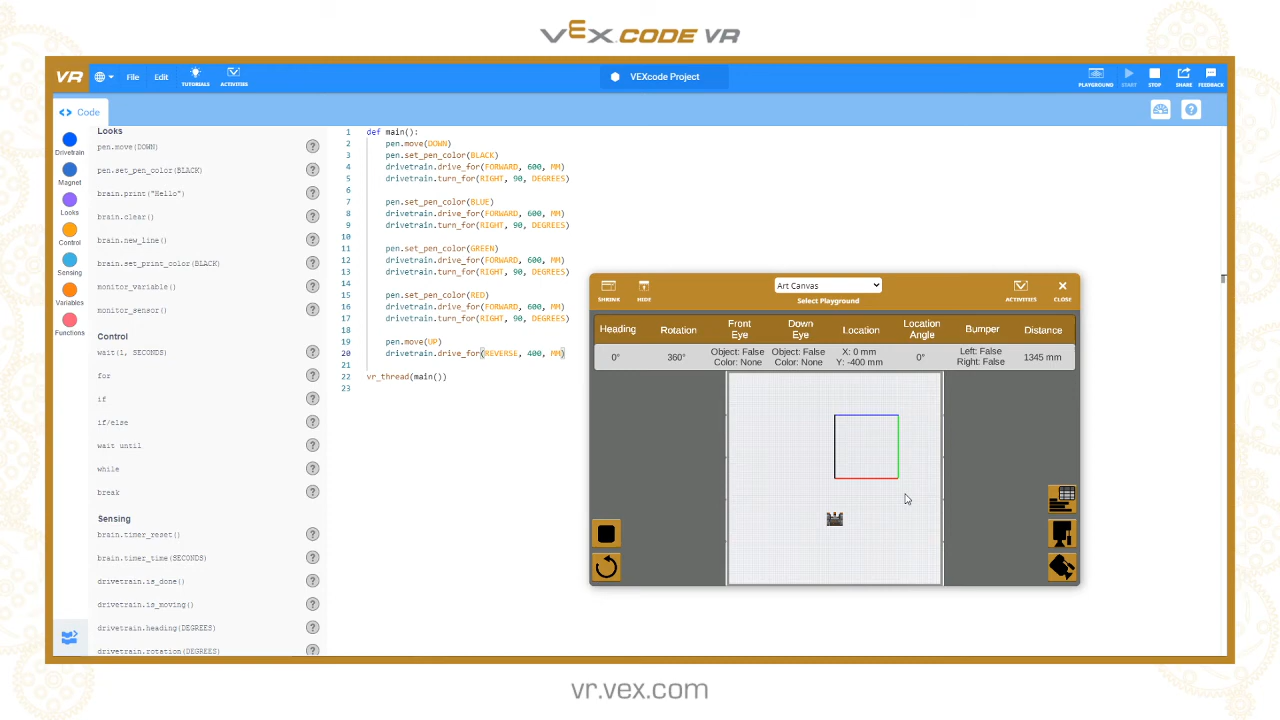 VEX CODE VR
VR
File
Edit
TUTORIALS
ACTIVITIES
VEXcode Project
PLAYGROUND
START
STOP
SHARE
FEEDBACK
<> Code
Drivetrain
Magnet
Looks
Control
Sensing
Variables
Functions
Looks
pen.move(DOWN)
pen.set_pen_color(BLACK)
brain.print("Hello")
brain.clear()
brain.new_line()
brain.set_print_color(BLACK)
monitor_variable()
monitor_sensor()
Control
wait(1, SECONDS)
for
if
if/else
wait until
while
break
Sensing
brain.timer_reset()
brain.timer_time(SECONDS)
drivetrain.is_done()
drivetrain.is_moving()
drivetrain.heading(DEGREES)
drivetrain.rotation(DEGREES)
1 def main():
2 pen.move(DOWN)
3 pen.set_pen_color(BLACK)
4 drivetrain.drive_for(FORWARD, 600, MM)
5 drivetrain.turn_for(RIGHT, 90, DEGREES)
6
7 pen.set_pen_color(BLUE)
8 drivetrain.drive_for(FORWARD, 600, MM)
9 drivetrain.turn_for(RIGHT, 90, DEGREES)
10
11 pen.set_pen_color(GREEN)
12 drivetrain.drive_for(FORWARD, 600, MM)
13 drivetrain.turn_for(RIGHT, 90, DEGREES)
14
15 pen.set_pen_color(RED)
16 drivetrain.drive_for(FORWARD, 600, MM)
17 drivetrain.turn_for(RIGHT, 90, DEGREES)
18
19 pen.move(UP)
20 drivetrain.drive_for(REVERSE, 400, MM)
21
22 vr_thread(main())
23
SHRINK
HIDE
Art Canvas
Select Playground
ACTIVITIES
CLOSE
Heading Rotation Front Eye Down Eye Location Location Angle Bumper Distance
0° 360° Object: False Color: None Object: False Color: None X: 0 mm Y: -400 mm 0° Left: False Right: False 1345 mm
vr.vex.com